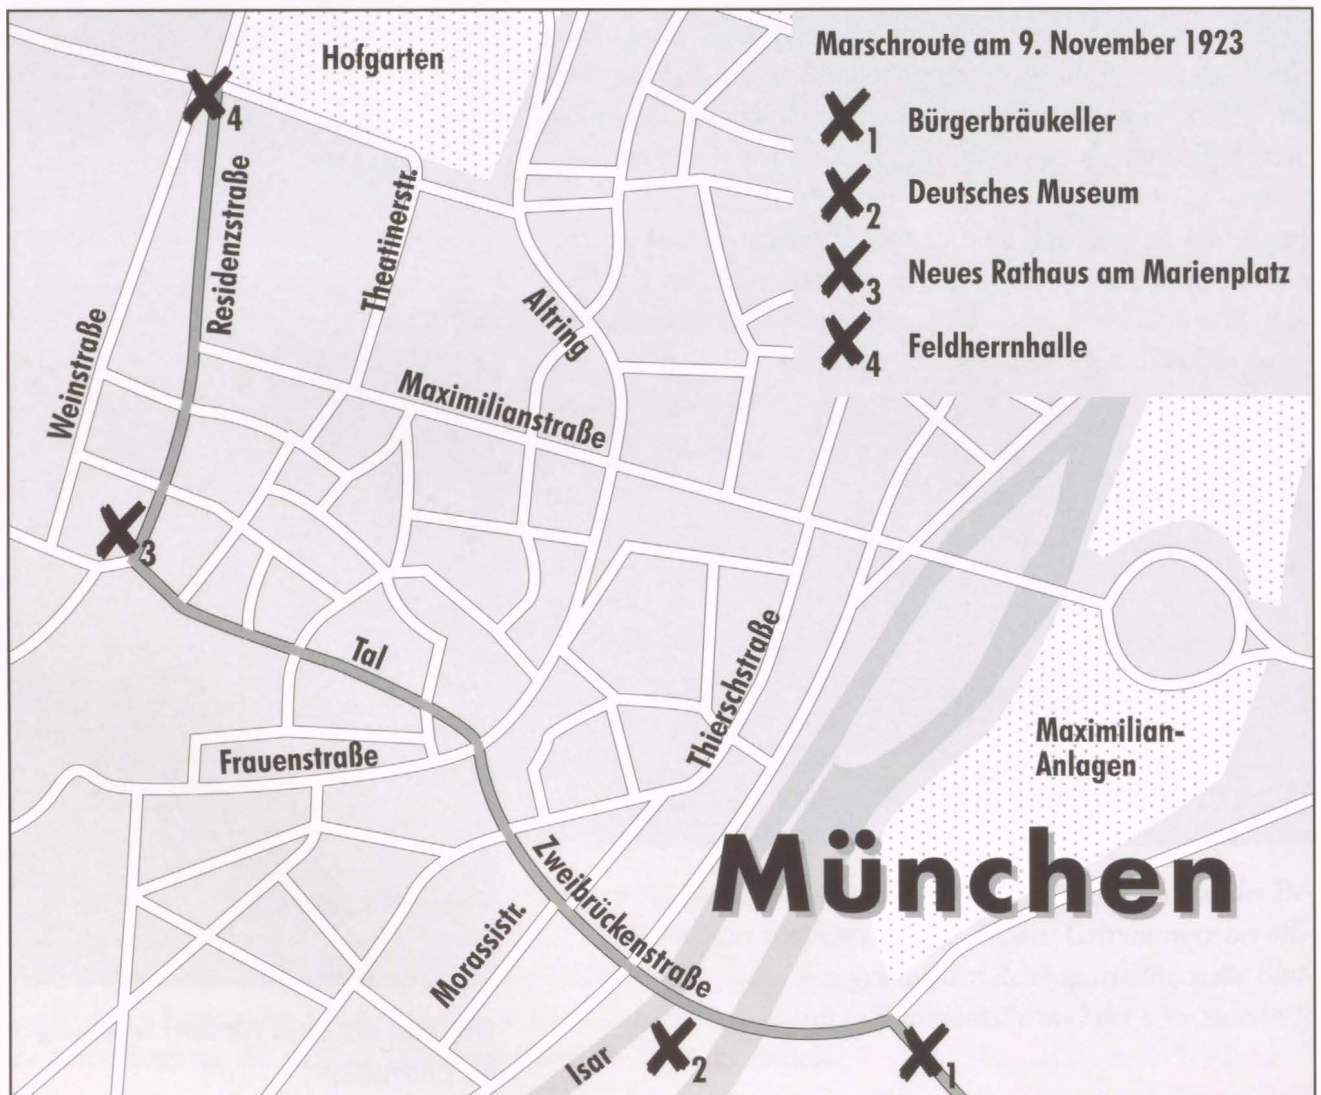 Marschroute am 9. November 1923
1 Bürgerbräukeller
2 Deutsches Museum
3 Neues Rathaus am Marienplatz
4 Feldherrnhalle
Hofgarten
4
Residenzstraße
Theatinerstr.
Weinstraße
Altring
Maximilianstraße
3
Tal
Thierschstraße
Frauenstraße
Maximilian-
Anlagen
München
Zweibrückenstraße
Morassistr.
Isar
2
1